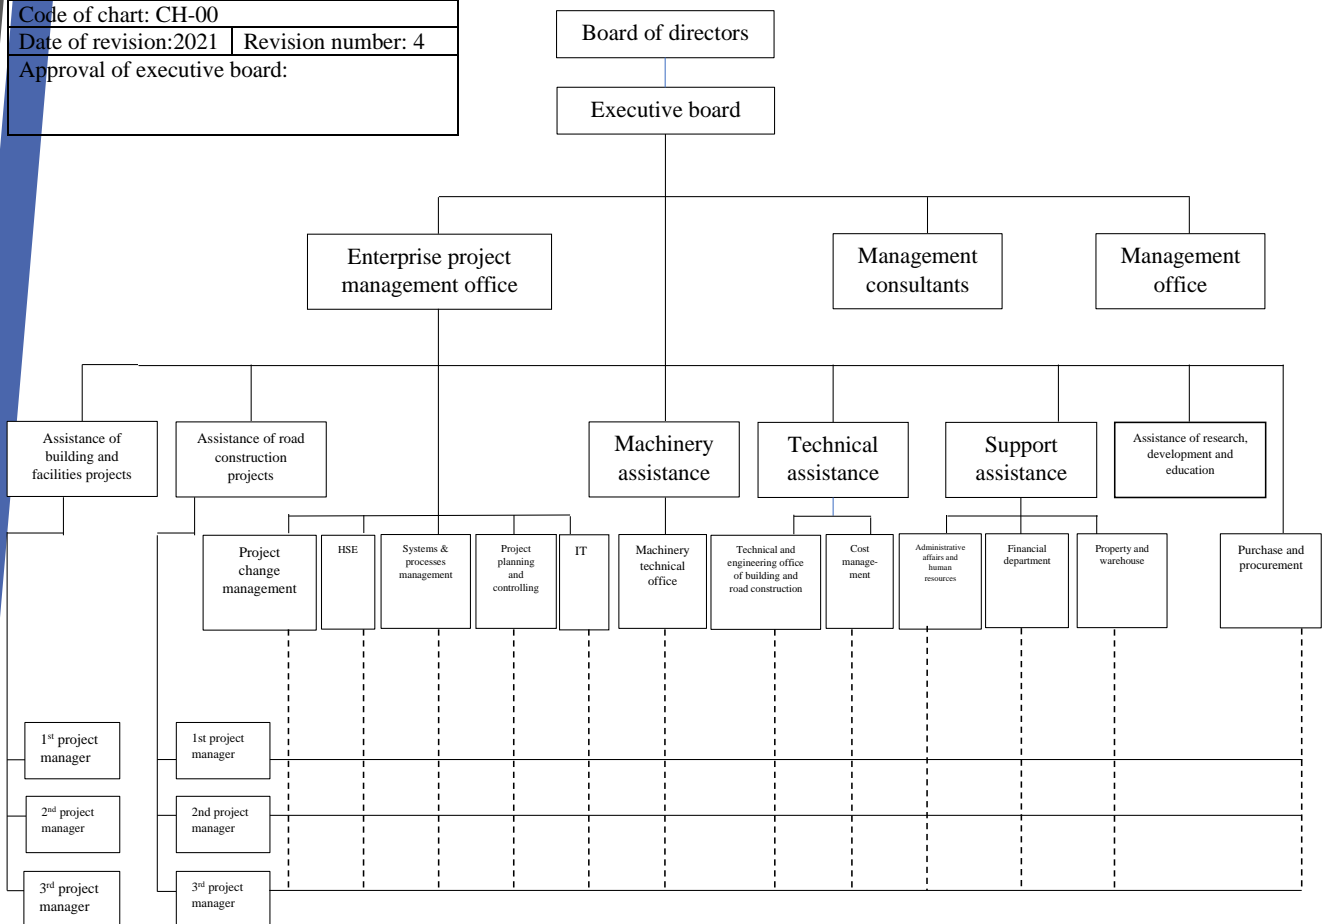 Code of chart: CH-00
Date of revision:2021 Revision number: 4
Approval of executive board:
Board of directors
Executive board
Enterprise project
management office
Management
consultants
Management
office
Assistance of
building and
facilities projects
Assistance of road
construction
projects
Machinery
assistance
Technical
assistance
Support
assistance
Assistance of research,
development and
education
Project
change
management
HSE
Systems &
processes
management
Project
planning
and
controlling
IT
Machinery
technical
office
Technical and
engineering office
of building and
road construction
Cost
manage-
ment
Administrative
affairs and
human
resources
Financial
department
Property and
warehouse
Purchase and
procurement
1st project
manager
1st project
manager
2nd project
manager
2nd project
manager
3rd project
manager
3rd project
manager